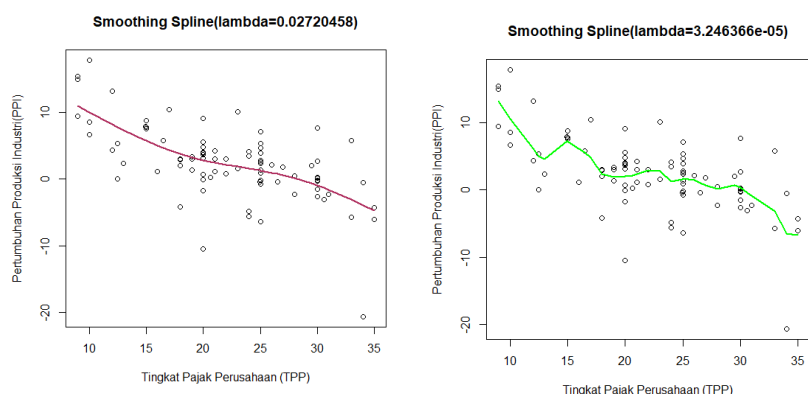 Smoothing Spline(lambda=0.02720458)
Pertumbuhan Produksi Industri(PPI)
10
0
-10
-20
10 15 20 25 30 35
Tingkat Pajak Perusahaan (TPP)
Smoothing Spline(lambda=3.246366e-05)
Pertumbuhan Produksi Industri(PPI)
10
0
-10
-20
10 15 20 25 30 35
Tingkat Pajak Perusahaan (TPP)